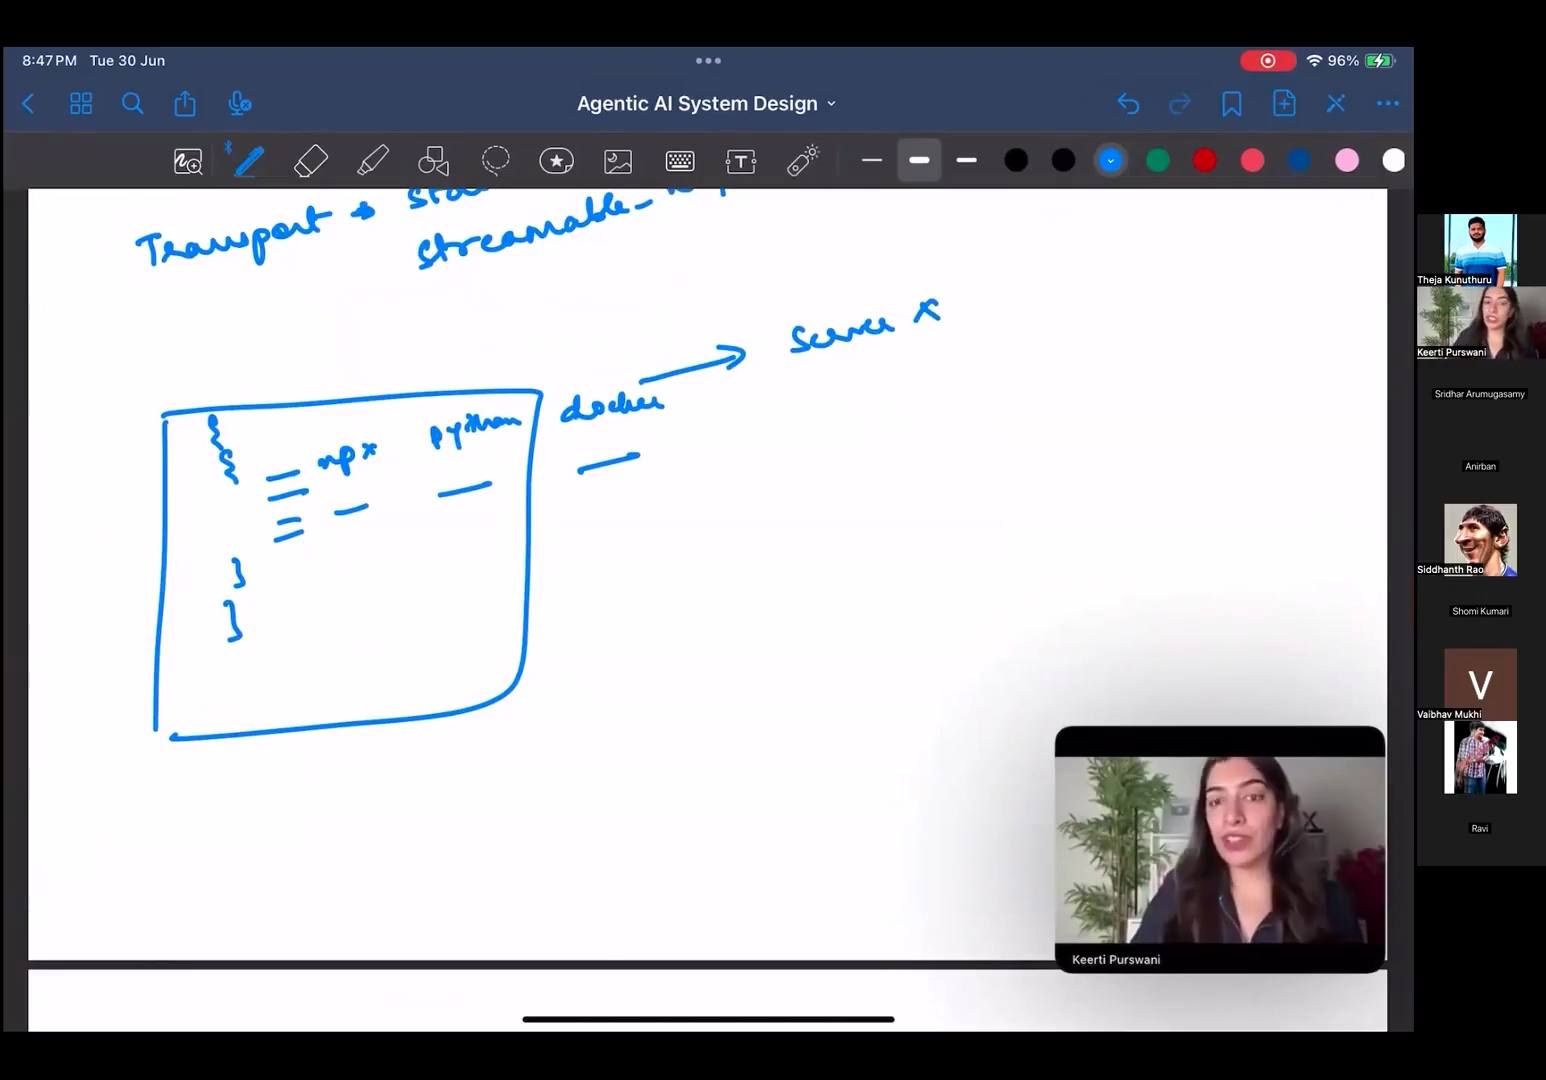 8:47 PM Tue 30 Jun
96%
Agentic AI System Design
T
Transport →
streamable_
Server X
docker
python
npx
Theja Kunuthuru
Keerti Purswani
Sridhar Arumugasamy
Anirban
Siddhanth Rao
Shomi Kumari
V
Vaibhav Mukhi
Ravi
Keerti Purswani